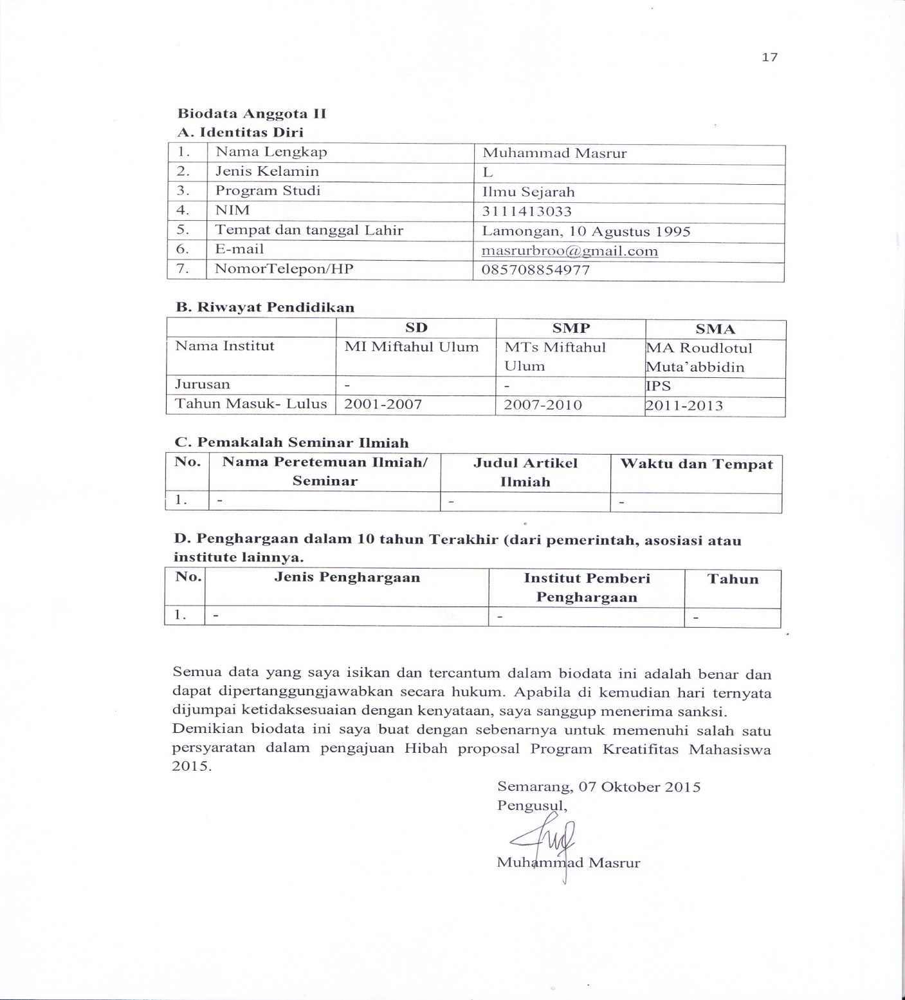 17
Biodata Anggota II
A. Identitas Diri
1. Nama Lengkap Muhammad Masrur
2. Jenis Kelamin L
3. Program Studi Ilmu Sejarah
4. NIM 3111413033
5. Tempat dan tanggal Lahir Lamongan, 10 Agustus 1995
6. E-mail masrurbroo@gmail.com
7. NomorTelepon/HP 085708854977
B. Riwayat Pendidikan
SD SMP SMA
Nama Institut MI Miftahul Ulum MTs Miftahul MA Roudlotul
Ulum Muta'abbidin
Jurusan - - IPS
Tahun Masuk- Lulus 2001-2007 2007-2010 2011-2013
C. Pemakalah Seminar Ilmiah
No. Nama Peretemuan Ilmiah/ Judul Artikel Waktu dan Tempat
Seminar Ilmiah
1. - - -
D. Penghargaan dalam 10 tahun Terakhir (dari pemerintah, asosiasi atau
institute lainnya.
No. Jenis Penghargaan Institut Pemberi Tahun
Penghargaan
1. - - -
Semua data yang saya isikan dan tercantum dalam biodata ini adalah benar dan
dapat dipertanggungjawabkan secara hukum. Apabila di kemudian hari ternyata
dijumpai ketidaksesuaian dengan kenyataan, saya sanggup menerima sanksi.
Demikian biodata ini saya buat dengan sebenarnya untuk memenuhi salah satu
persyaratan dalam pengajuan Hibah proposal Program Kreatifitas Mahasiswa
2015.
Semarang, 07 Oktober 2015
Pengusul,
Muhammad Masrur